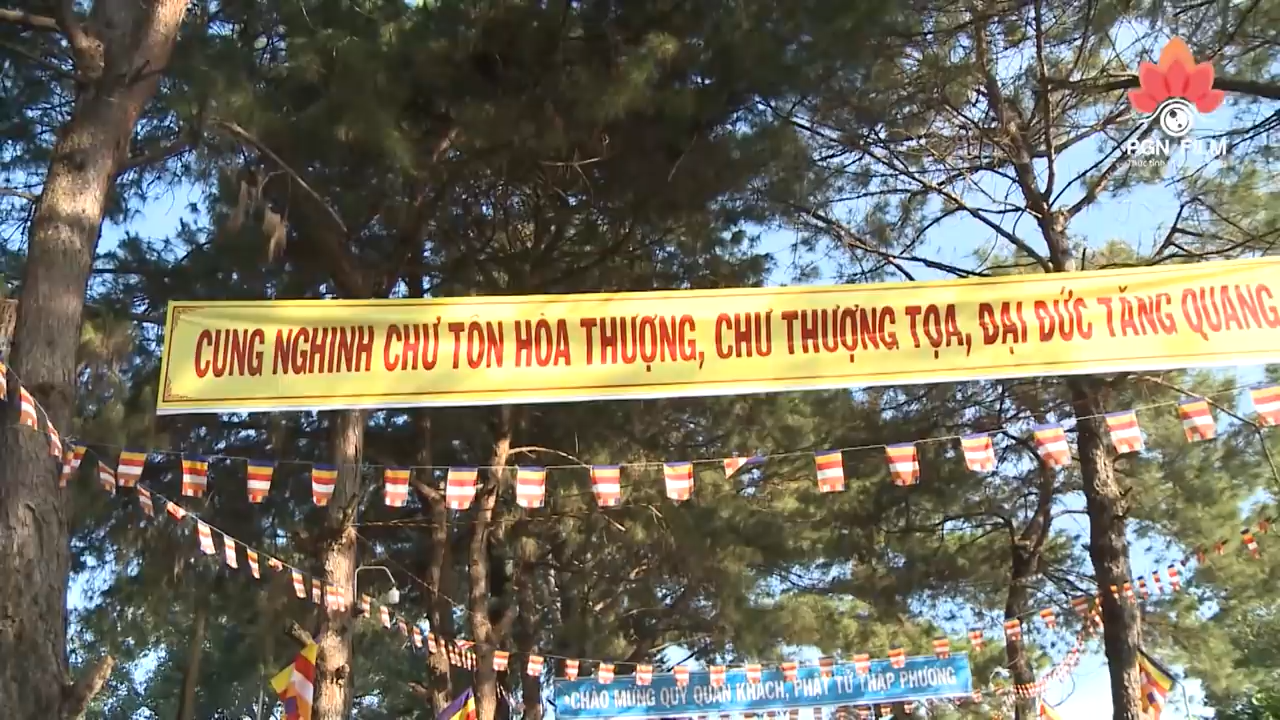 PGN FILM
CUNG NGHINH CHƯ TÔN HÒA THƯỢNG, CHƯ THƯỢNG TỌA, ĐẠI ĐỨC TĂNG QUANG
CHÀO MỪNG QUÝ QUAN KHÁCH, PHẬT TỬ THẬP PHƯƠNG